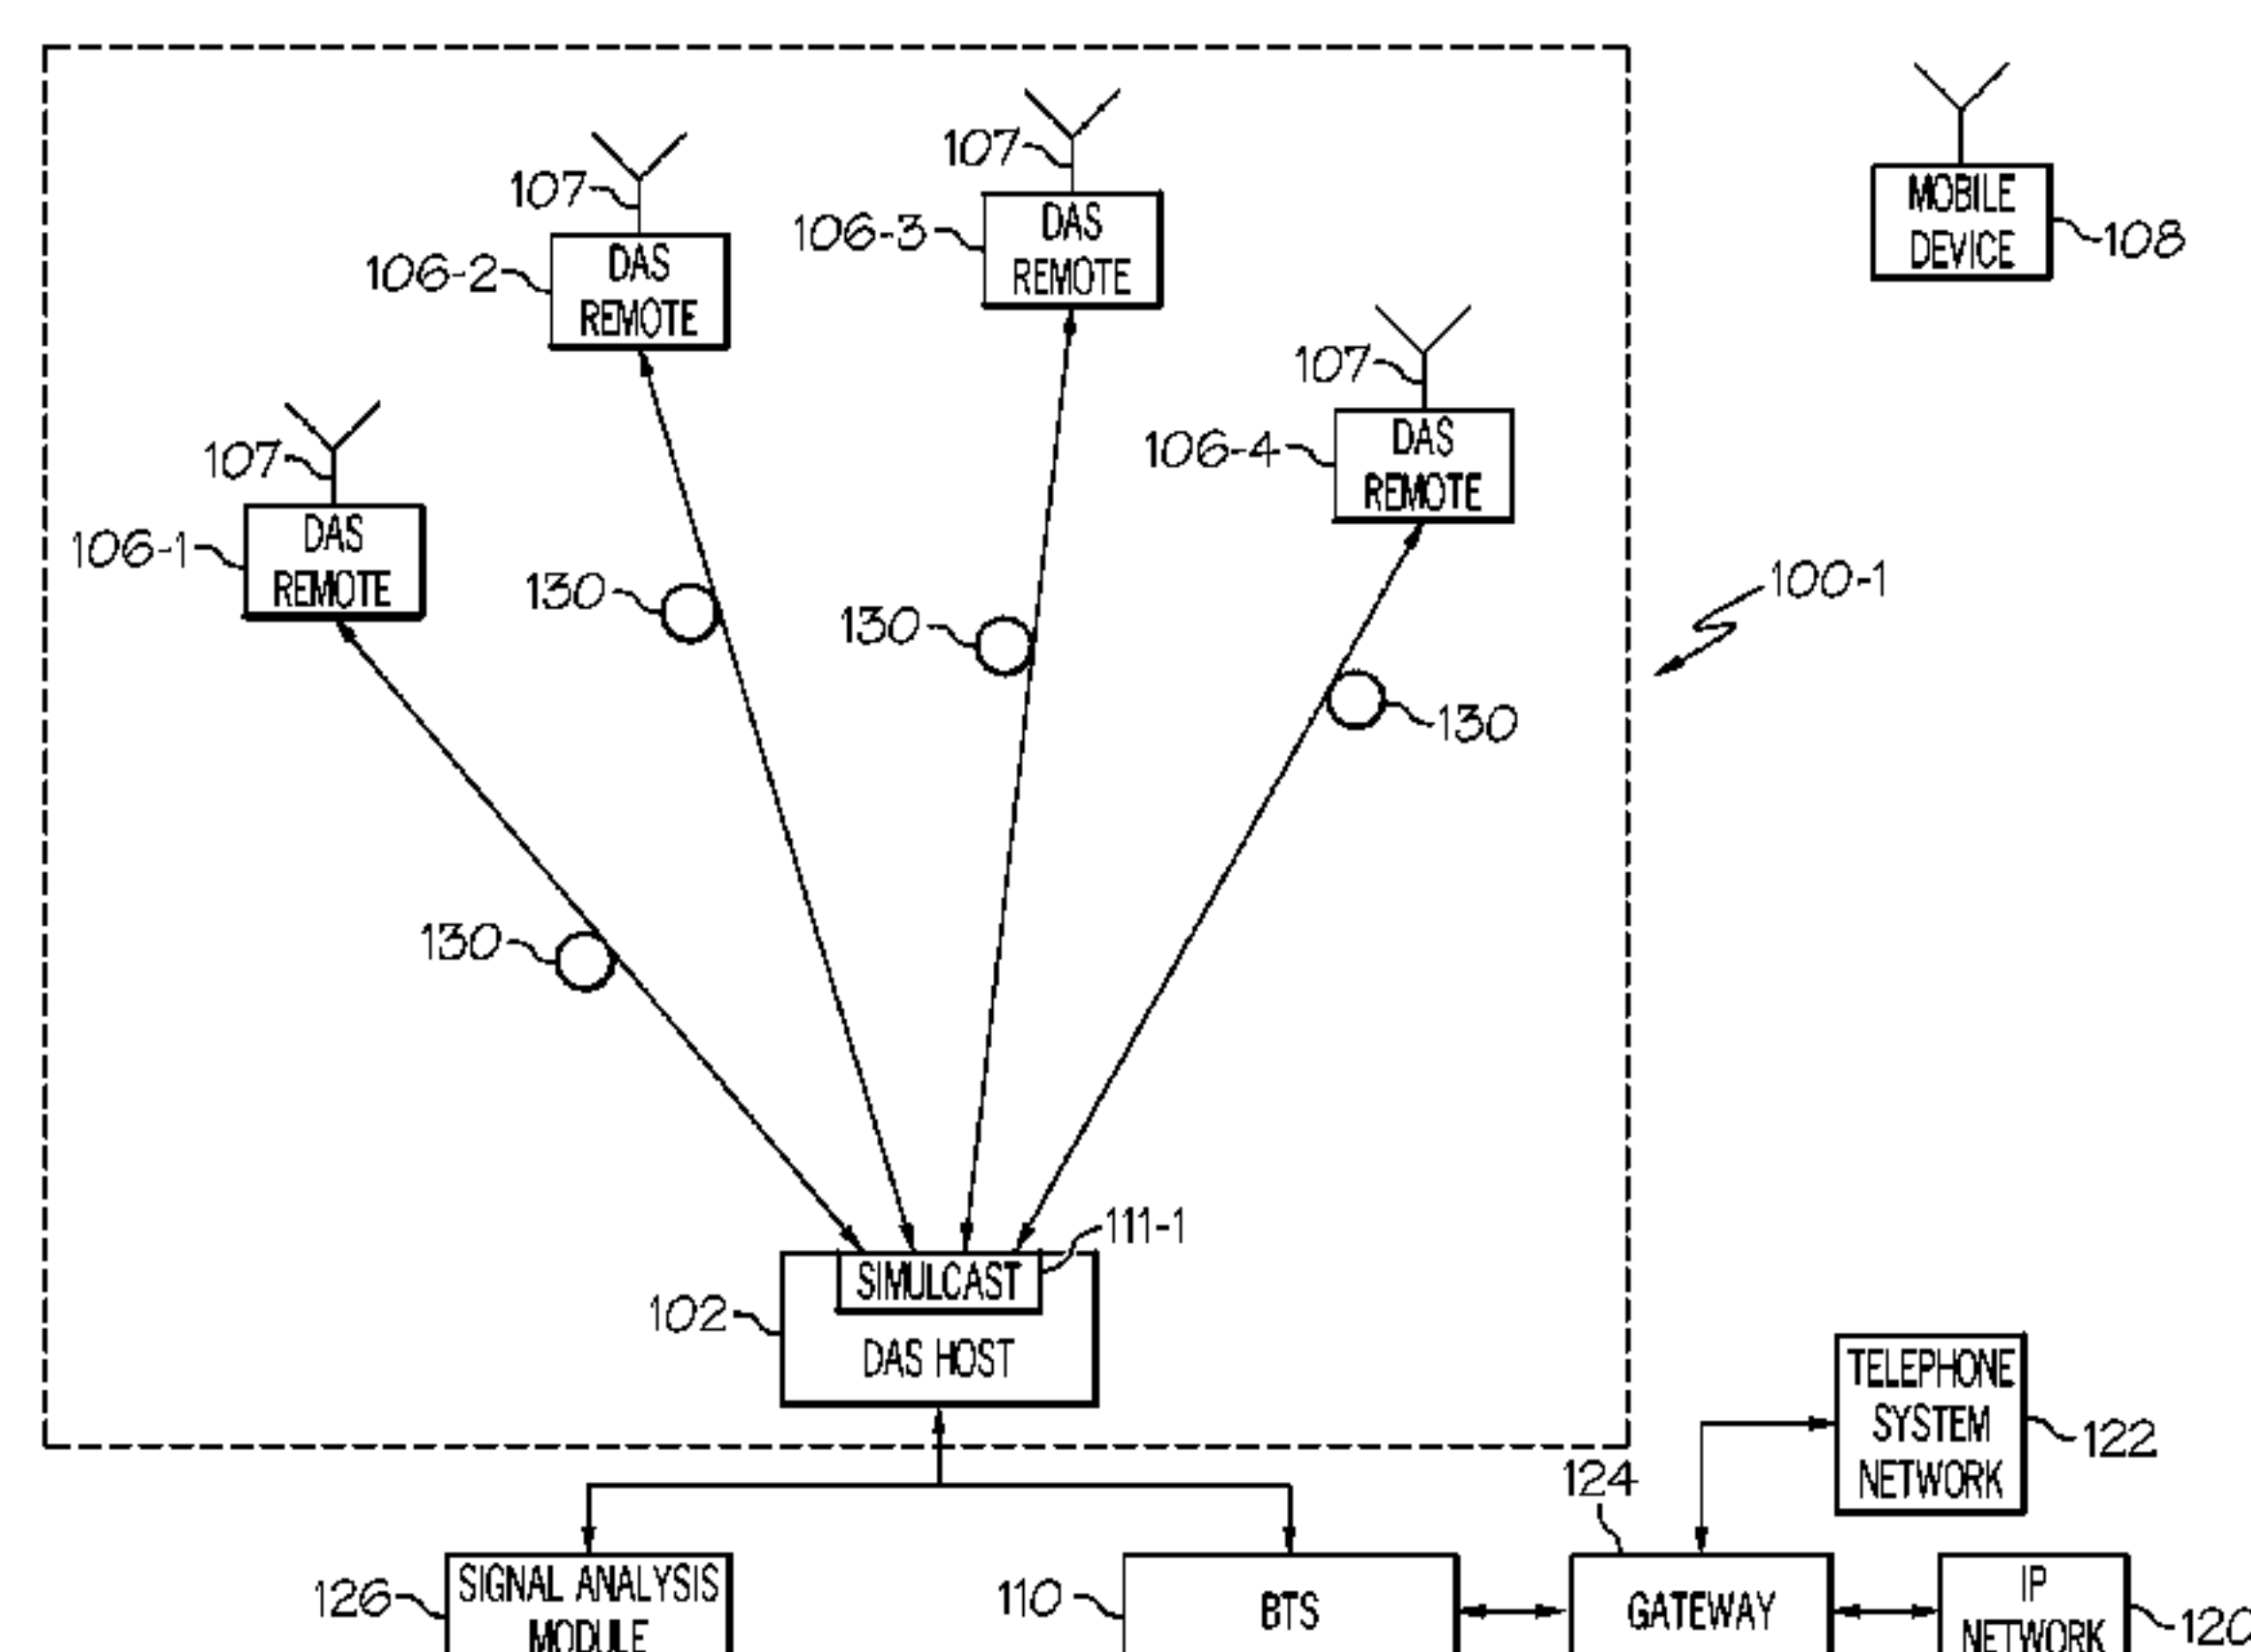 107
MOBILE
DEVICE
108
107
DAS
REMOTE
106-3
107
DAS
REMOTE
106-2
107
DAS
REMOTE
106-4
107
DAS
REMOTE
106-1
130
130
100-1
130
130
111-1
SIMULCAST
102
DAS HOST
TELEPHONE
SYSTEM
NETWORK
122
124
126
SIGNAL ANALYSIS
MODULE
110
BTS
GATEWAY
IP
NETWORK
120